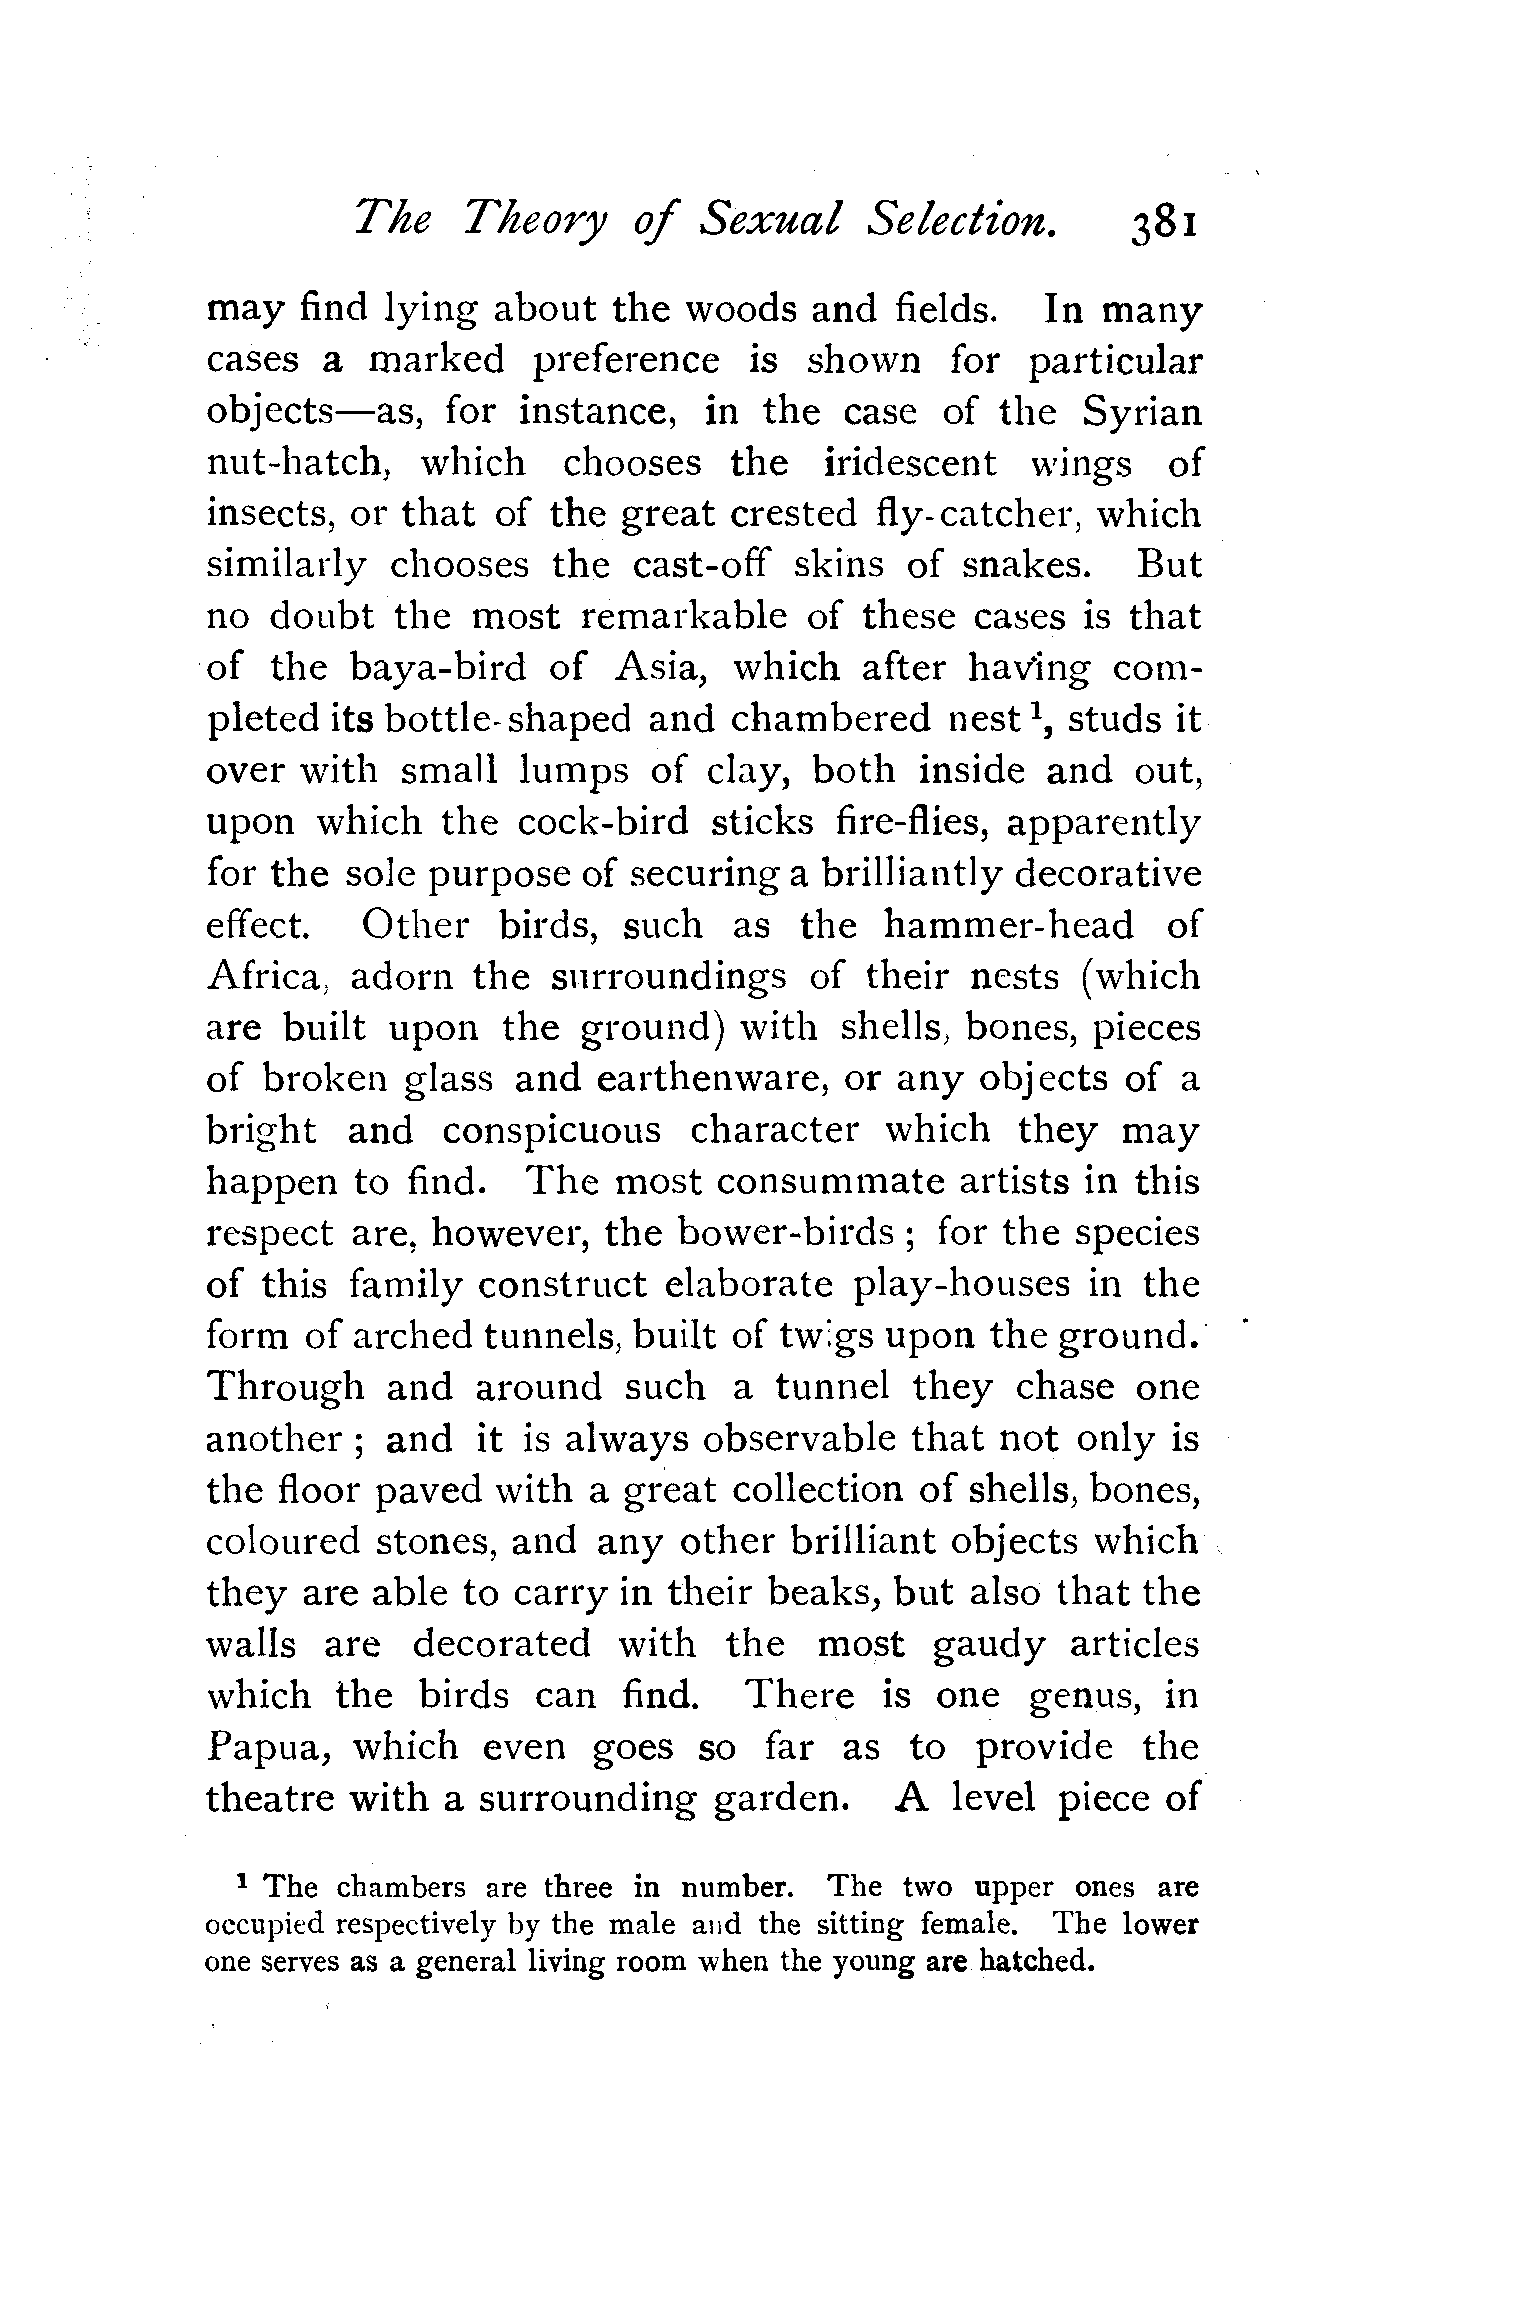 The Theory of Sexual Selection. 381
may find lying about the woods and fields. In many
cases a marked preference is shown for particular
objects—as, for instance, in the case of the Syrian
nut-hatch, which chooses the iridescent wings of
insects, or that of the great crested fly-catcher, which
similarly chooses the cast-off skins of snakes. But
no doubt the most remarkable of these cases is that
of the baya-bird of Asia, which after having com-
pleted its bottle-shaped and chambered nest ¹, studs it
over with small lumps of clay, both inside and out,
upon which the cock-bird sticks fire-flies, apparently
for the sole purpose of securing a brilliantly decorative
effect. Other birds, such as the hammer-head of
Africa, adorn the surroundings of their nests (which
are built upon the ground) with shells, bones, pieces
of broken glass and earthenware, or any objects of a
bright and conspicuous character which they may
happen to find. The most consummate artists in this
respect are, however, the bower-birds ; for the species
of this family construct elaborate play-houses in the
form of arched tunnels, built of twigs upon the ground.
Through and around such a tunnel they chase one
another ; and it is always observable that not only is
the floor paved with a great collection of shells, bones,
coloured stones, and any other brilliant objects which
they are able to carry in their beaks, but also that the
walls are decorated with the most gaudy articles
which the birds can find. There is one genus, in
Papua, which even goes so far as to provide the
theatre with a surrounding garden. A level piece of
¹ The chambers are three in number. The two upper ones are
occupied respectively by the male and the sitting female. The lower
one serves as a general living room when the young are hatched.